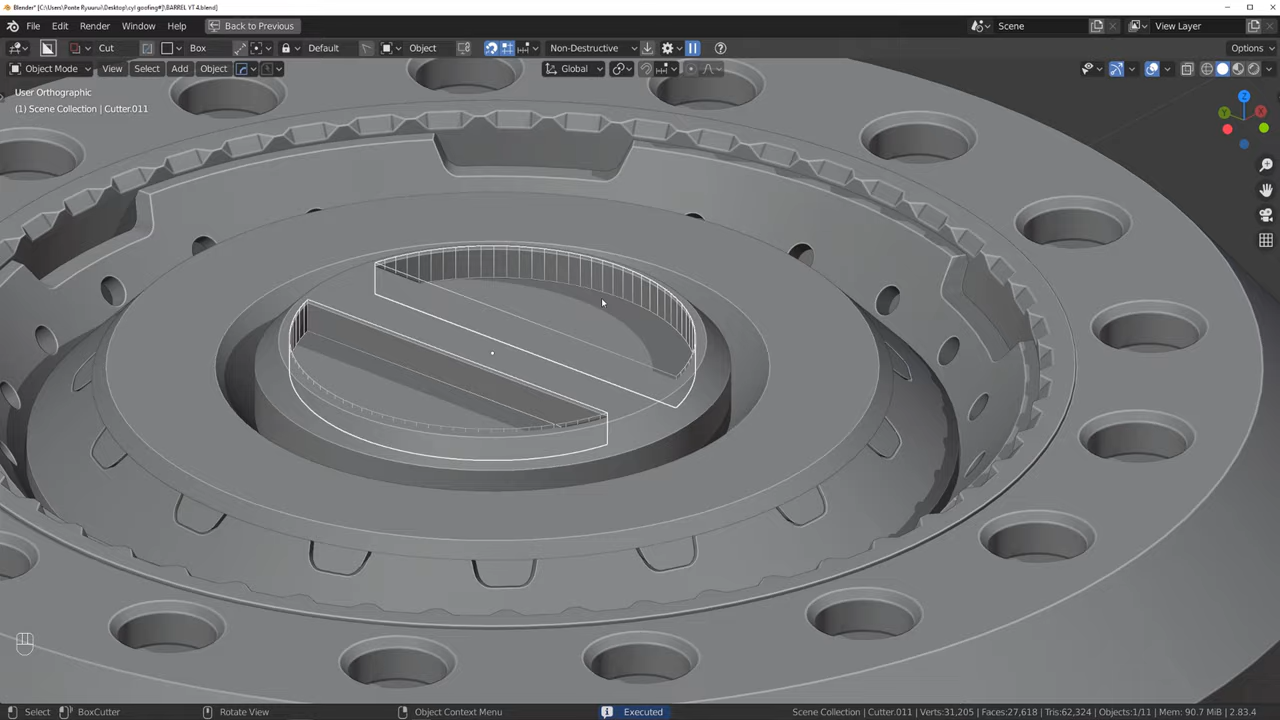 Blender* [C:\Users\Ponte Ryuurui\Desktop\cyl goofing#\BARREL YT 4.blend]
File Edit Render Window Help Back to Previous Scene View Layer
Cut Box Default Object Non-Destructive Options
Object Mode View Select Add Object Global
User Orthographic
(1) Scene Collection | Cutter.011
Z
Y
X
Select BoxCutter Rotate View Object Context Menu Executed Scene Collection | Cutter.011 | Verts:31,205 | Faces:27,618 | Tris:62,324 | Objects:1/11 | Mem: 90.7 MiB | 2.83.4